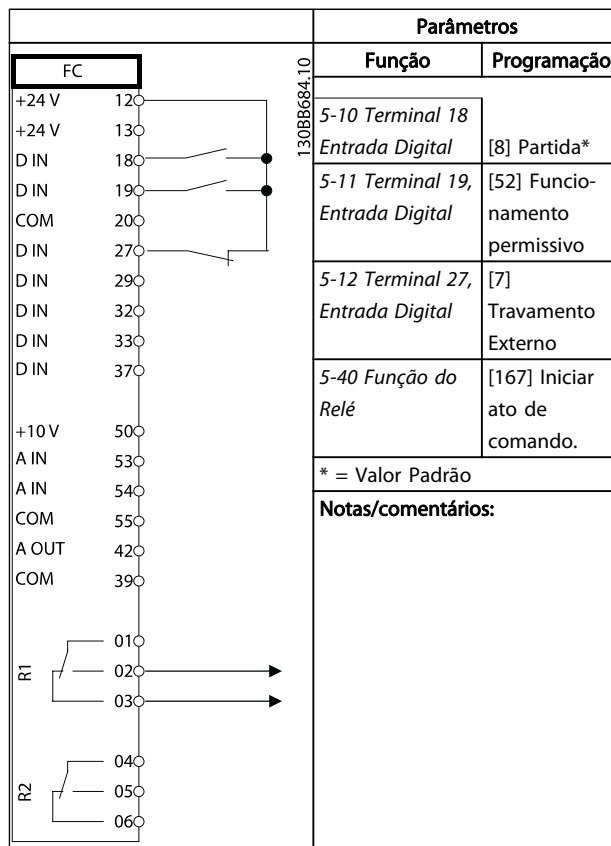 Parâmetros
Função Programação
5-10 Terminal 18
Entrada Digital [8] Partida*
5-11 Terminal 19, [52] Funcio-
Entrada Digital namento
permissivo
5-12 Terminal 27, [7]
Entrada Digital Travamento
Externo
5-40 Função do [167] Iniciar
Relé ato de
comando.
* = Valor Padrão
Notas/comentários:
130BB684.10
FC
+24 V 12
+24 V 13
D IN 18
D IN 19
COM 20
D IN 27
D IN 29
D IN 32
D IN 33
D IN 37
+10 V 50
A IN 53
A IN 54
COM 55
A OUT 42
COM 39
R1
01
02
03
R2
04
05
06